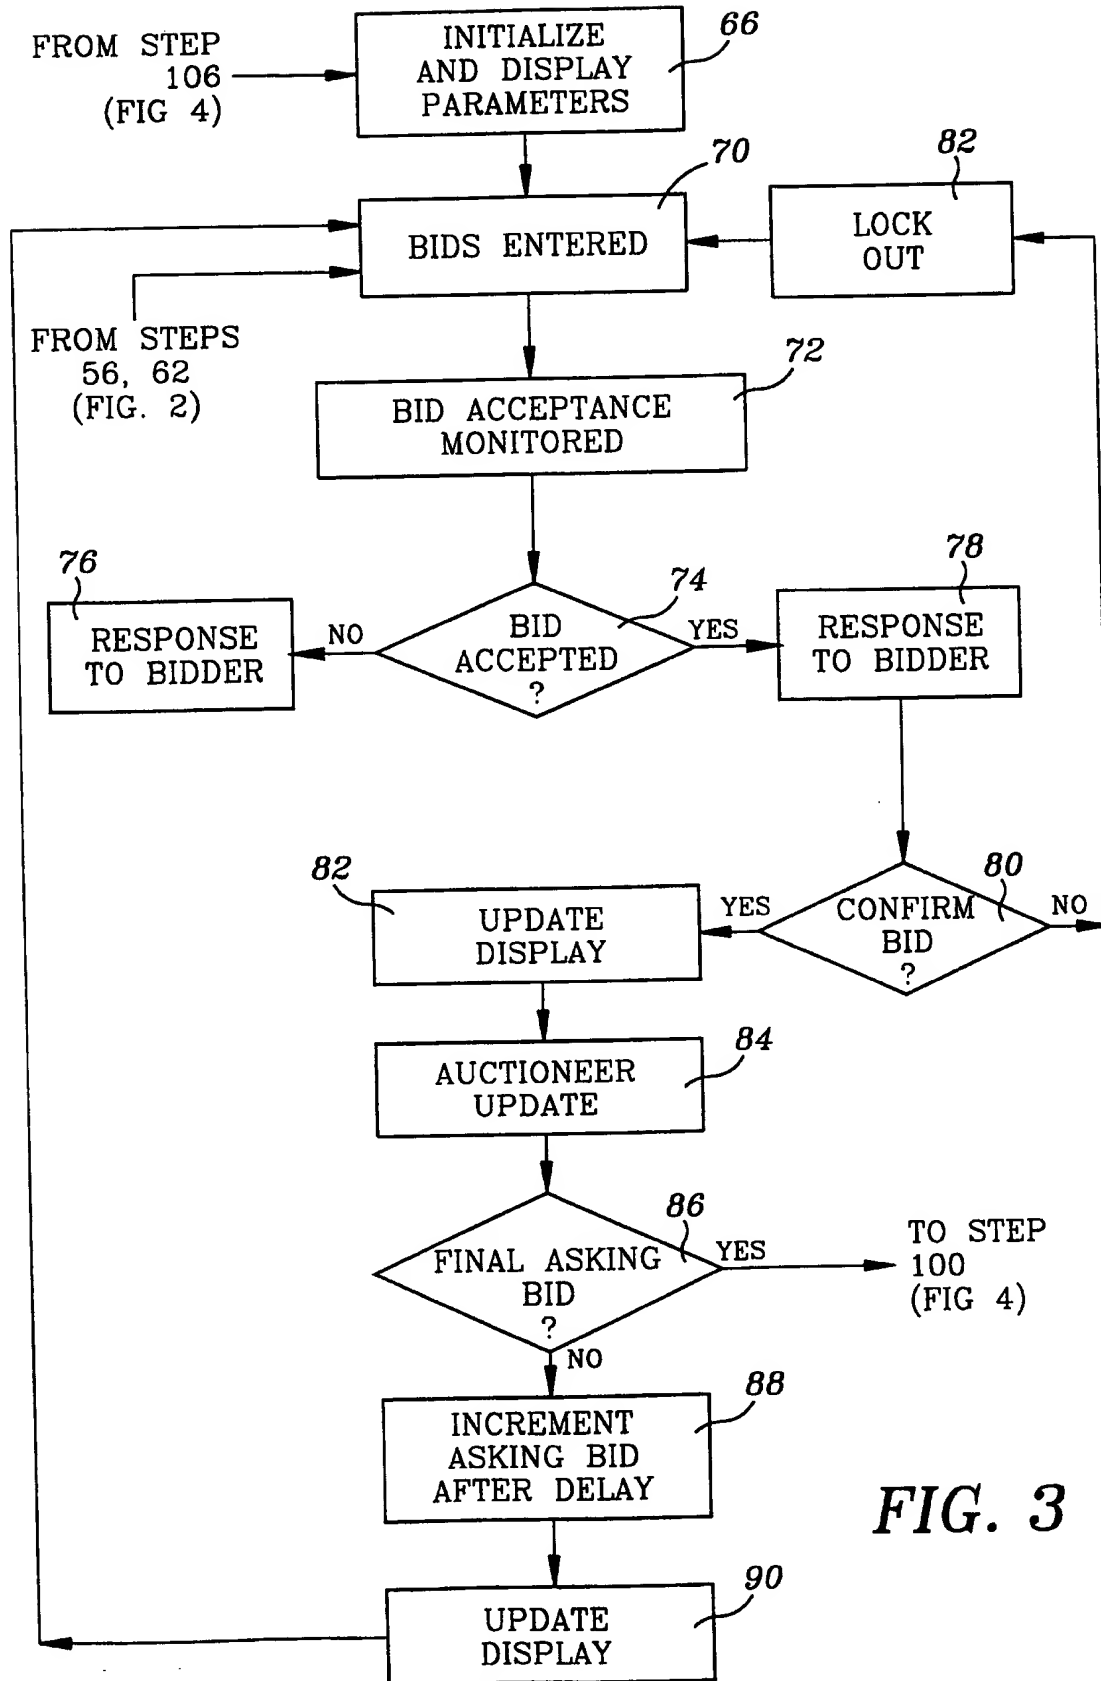 FROM STEP
106
(FIG 4)
INITIALIZE
AND DISPLAY
PARAMETERS
66
70
BIDS ENTERED
82
LOCK
OUT
FROM STEPS
56, 62
(FIG. 2)
72
BID ACCEPTANCE
MONITORED
76
RESPONSE
TO BIDDER
NO
74
BID
ACCEPTED
?
YES
78
RESPONSE
TO BIDDER
80
CONFIRM
BID
?
YES
NO
82
UPDATE
DISPLAY
84
AUCTIONEER
UPDATE
86
FINAL ASKING
BID
?
YES
TO STEP
100
(FIG 4)
NO
88
INCREMENT
ASKING BID
AFTER DELAY
90
UPDATE
DISPLAY
FIG. 3